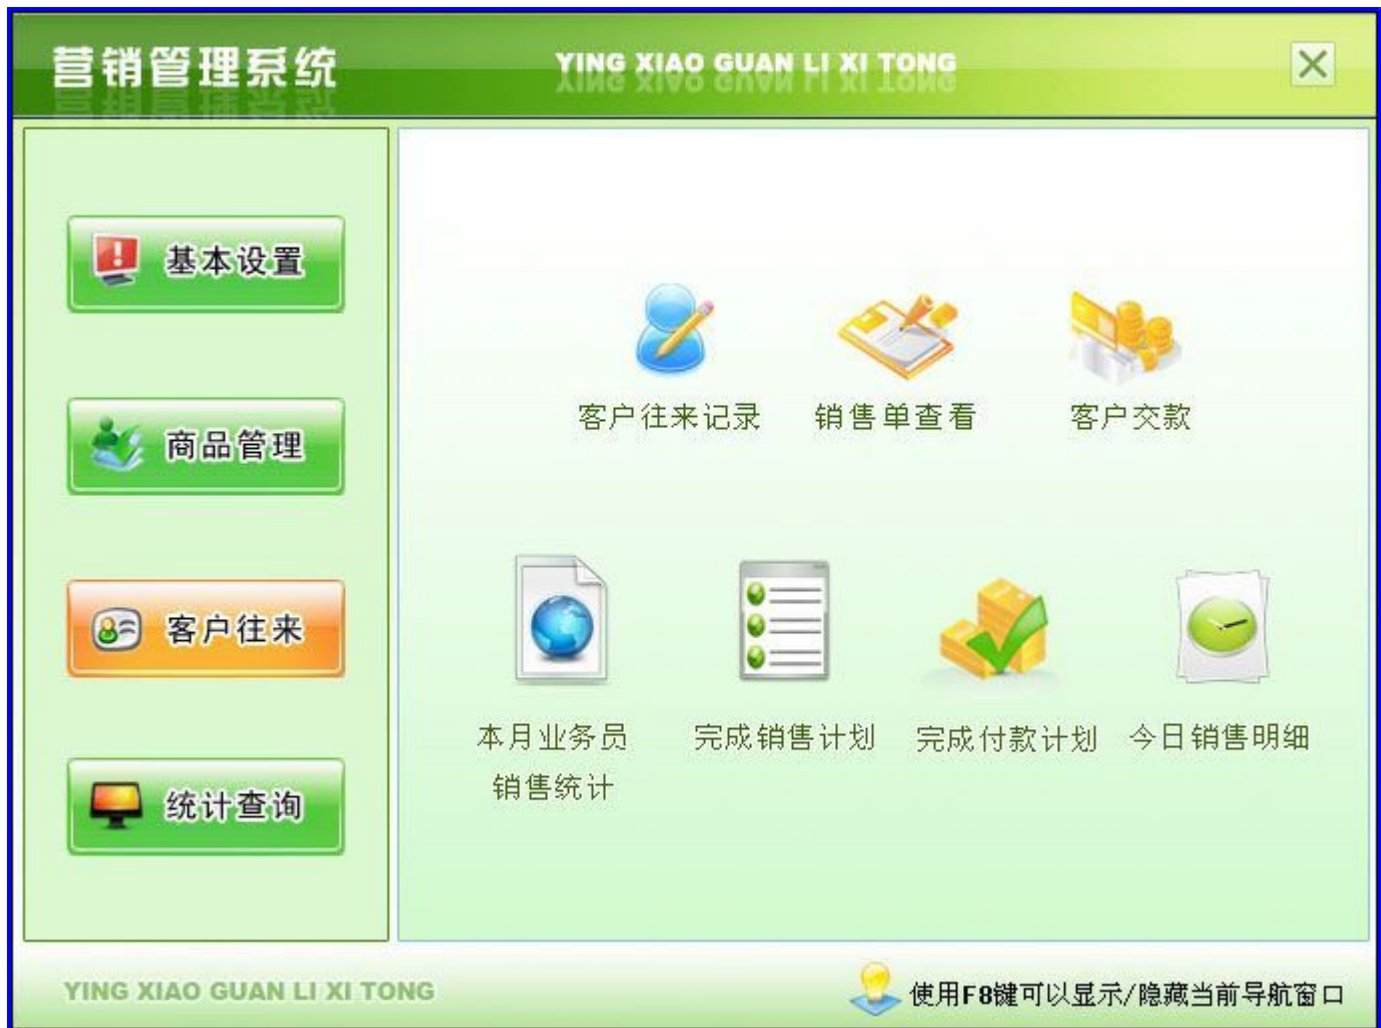 营销管理系统
YING XIAO GUAN LI XI TONG
基本设置
商品管理
客户往来
统计查询
客户往来记录
销售单查看
客户交款
本月业务员
销售统计
完成销售计划
完成付款计划
今日销售明细
YING XIAO GUAN LI XI TONG
使用F8键可以显示/隐藏当前导航窗口